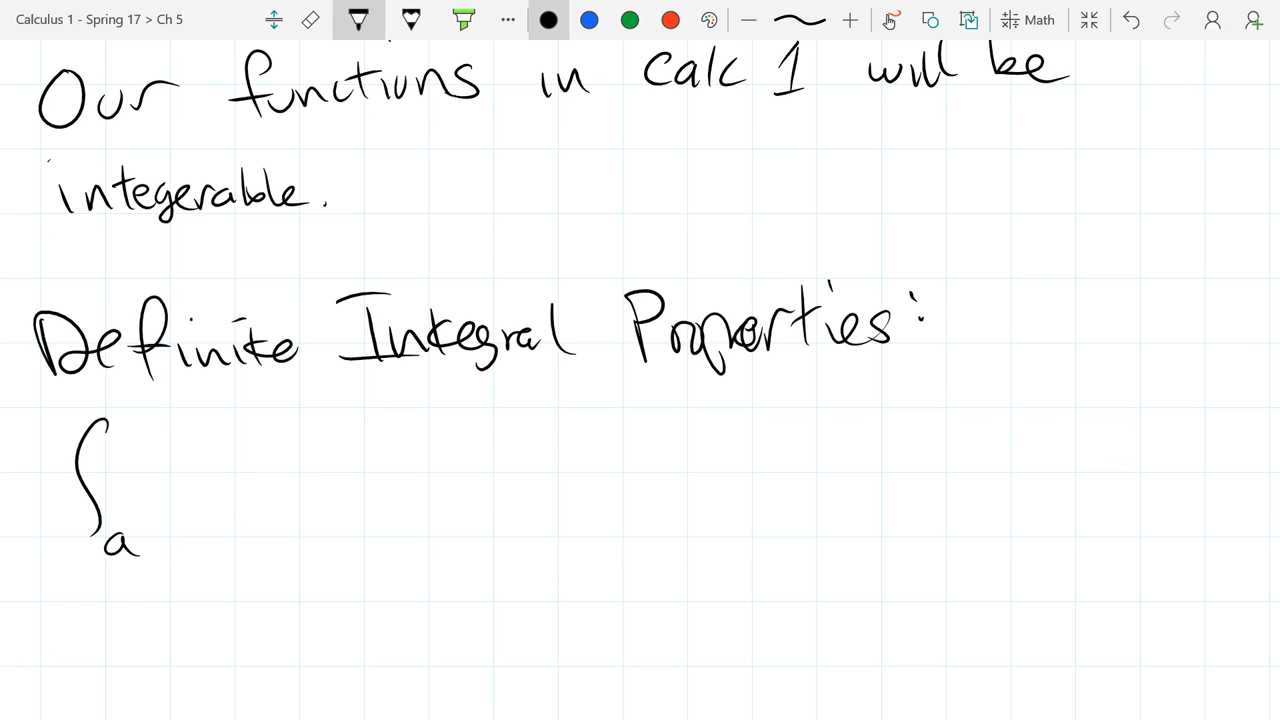 Calculus 1 - Spring 17 > Ch 5
Math
Our functions in calc 1 will be
integerable.
Definite Integral Properties:
∫a